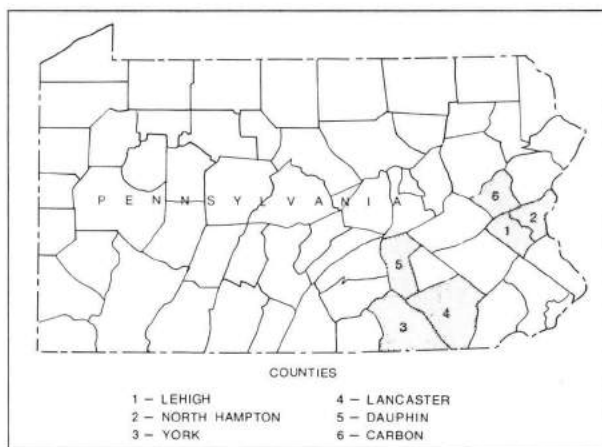 PENNSYLVANIA
6
2
1
5
4
3
COUNTIES
1 – LEHIGH
2 – NORTH HAMPTON
3 – YORK
4 – LANCASTER
5 – DAUPHIN
6 – CARBON